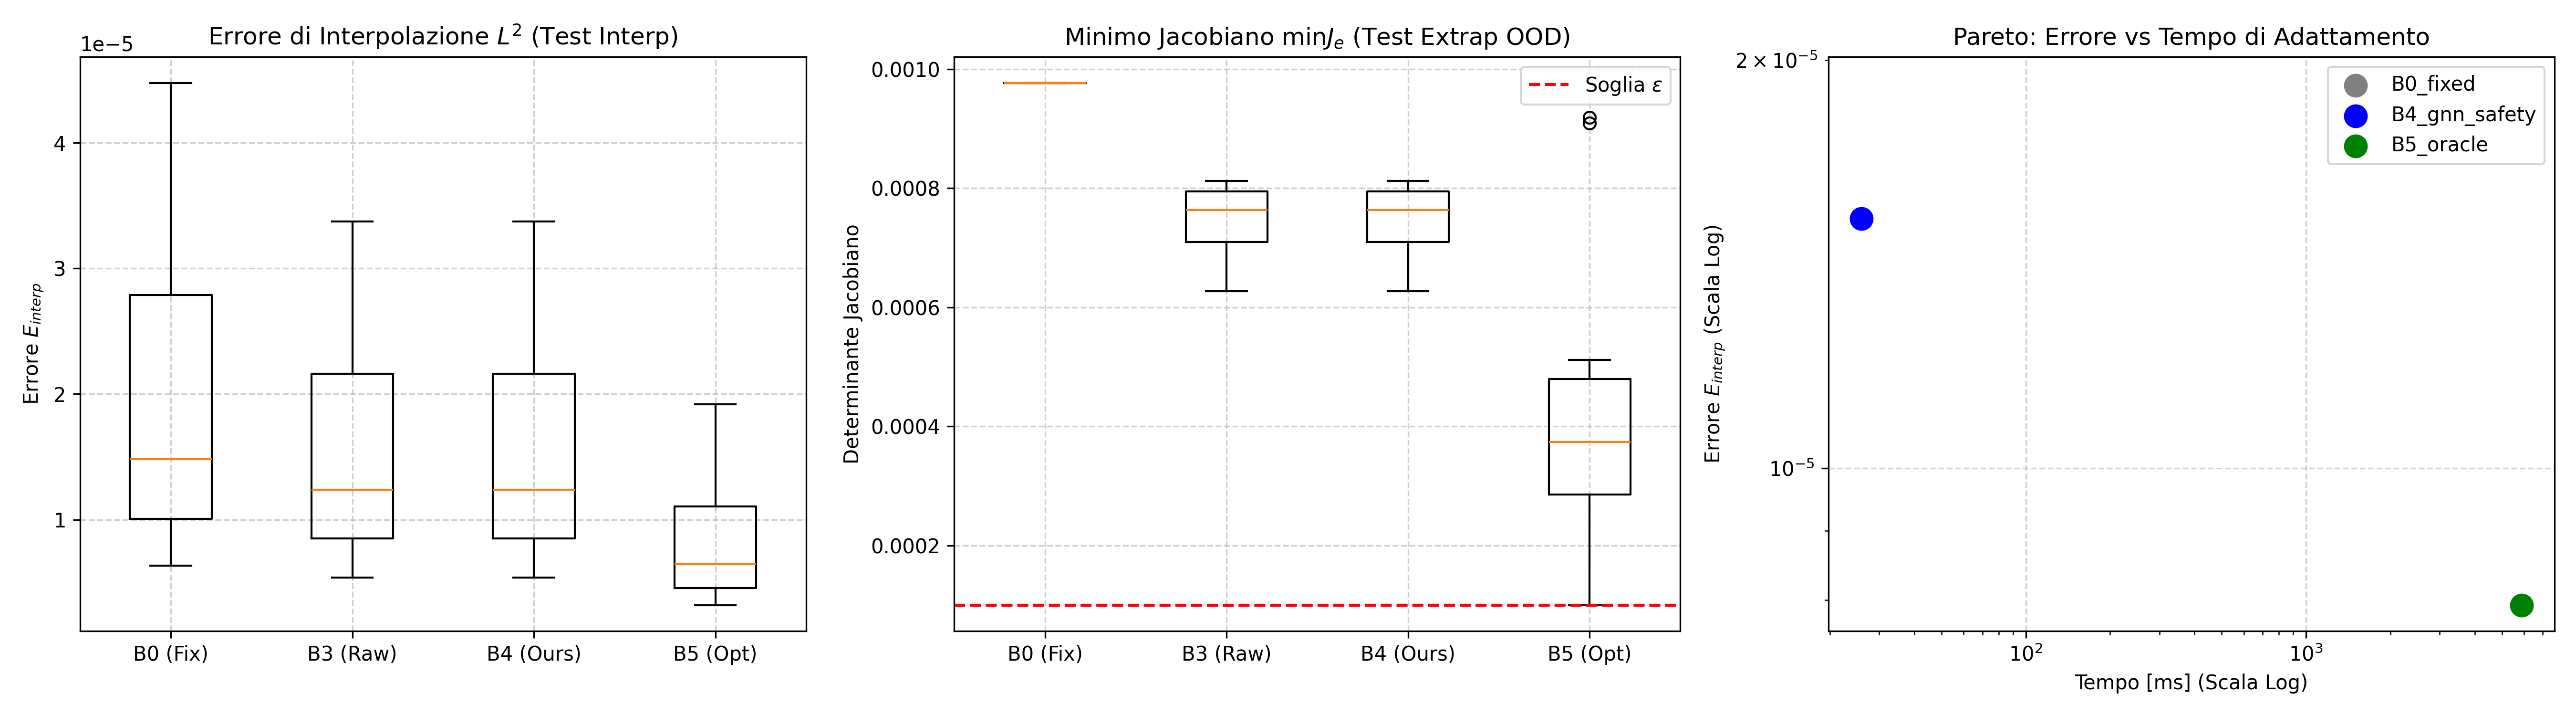 Errore di Interpolazione L² (Test Interp)
1e−5
4
3
2
1
Errore E_interp
B0 (Fix)
B3 (Raw)
B4 (Ours)
B5 (Opt)
Minimo Jacobiano minJ_e (Test Extrap OOD)
Soglia ε
0.0010
0.0008
0.0006
0.0004
0.0002
Determinante Jacobiano
B0 (Fix)
B3 (Raw)
B4 (Ours)
B5 (Opt)
Pareto: Errore vs Tempo di Adattamento
B0_fixed
B4_gnn_safety
B5_oracle
2 × 10⁻⁵
10⁻⁵
Errore E_interp (Scala Log)
10²
10³
Tempo [ms] (Scala Log)